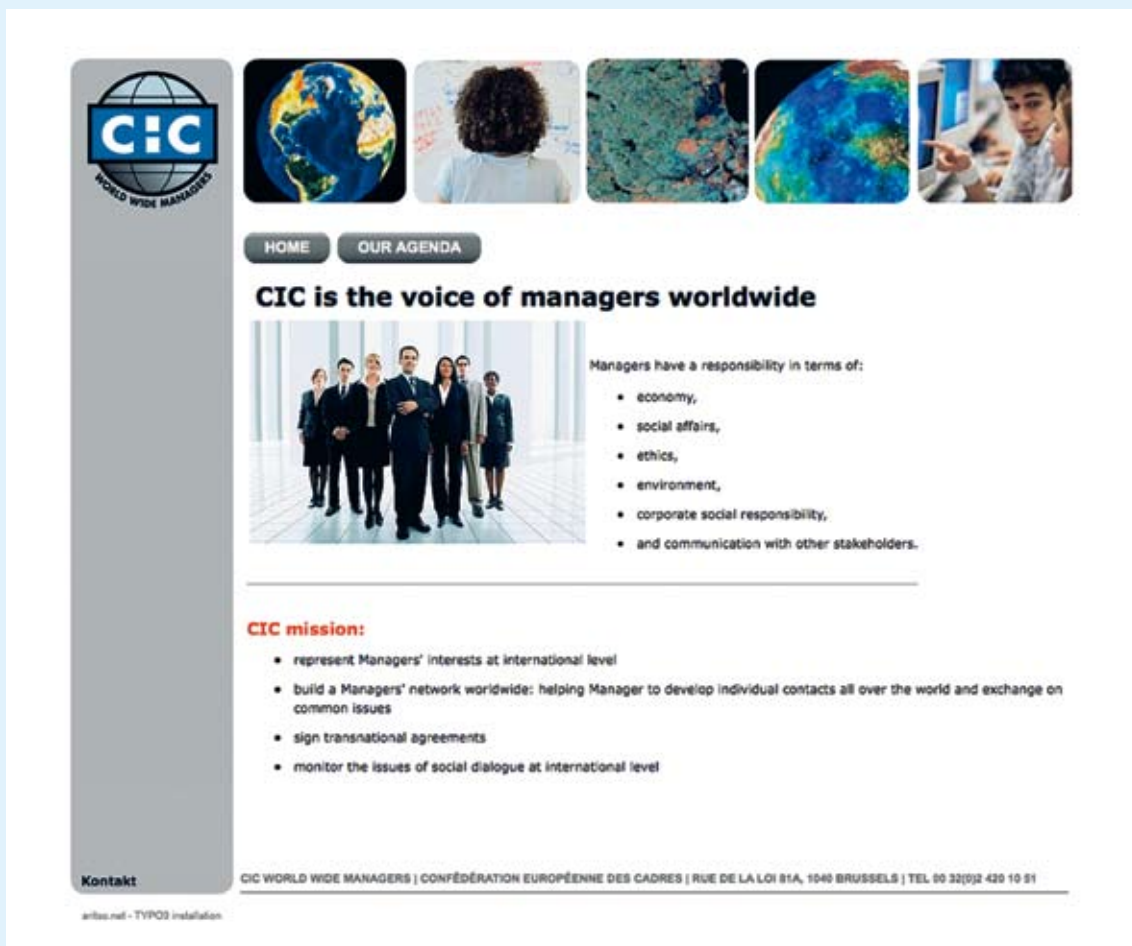 CIC
WORLD WIDE MANAGERS
HOME
OUR AGENDA
CIC is the voice of managers worldwide
Managers have a responsibility in terms of:
• economy,
• social affairs,
• ethics,
• environment,
• corporate social responsibility,
• and communication with other stakeholders.
CIC mission:
• represent Managers' interests at international level
• build a Managers' network worldwide: helping Manager to develop individual contacts all over the world and exchange on
common issues
• sign transnational agreements
• monitor the issues of social dialogue at international level
Kontakt
CIC WORLD WIDE MANAGERS | CONFÉDÉRATION EUROPÉENNE DES CADRES | RUE DE LA LOI 81A, 1040 BRUSSELS | TEL 00 32(0)2 420 10 51
- TYPO3 installation